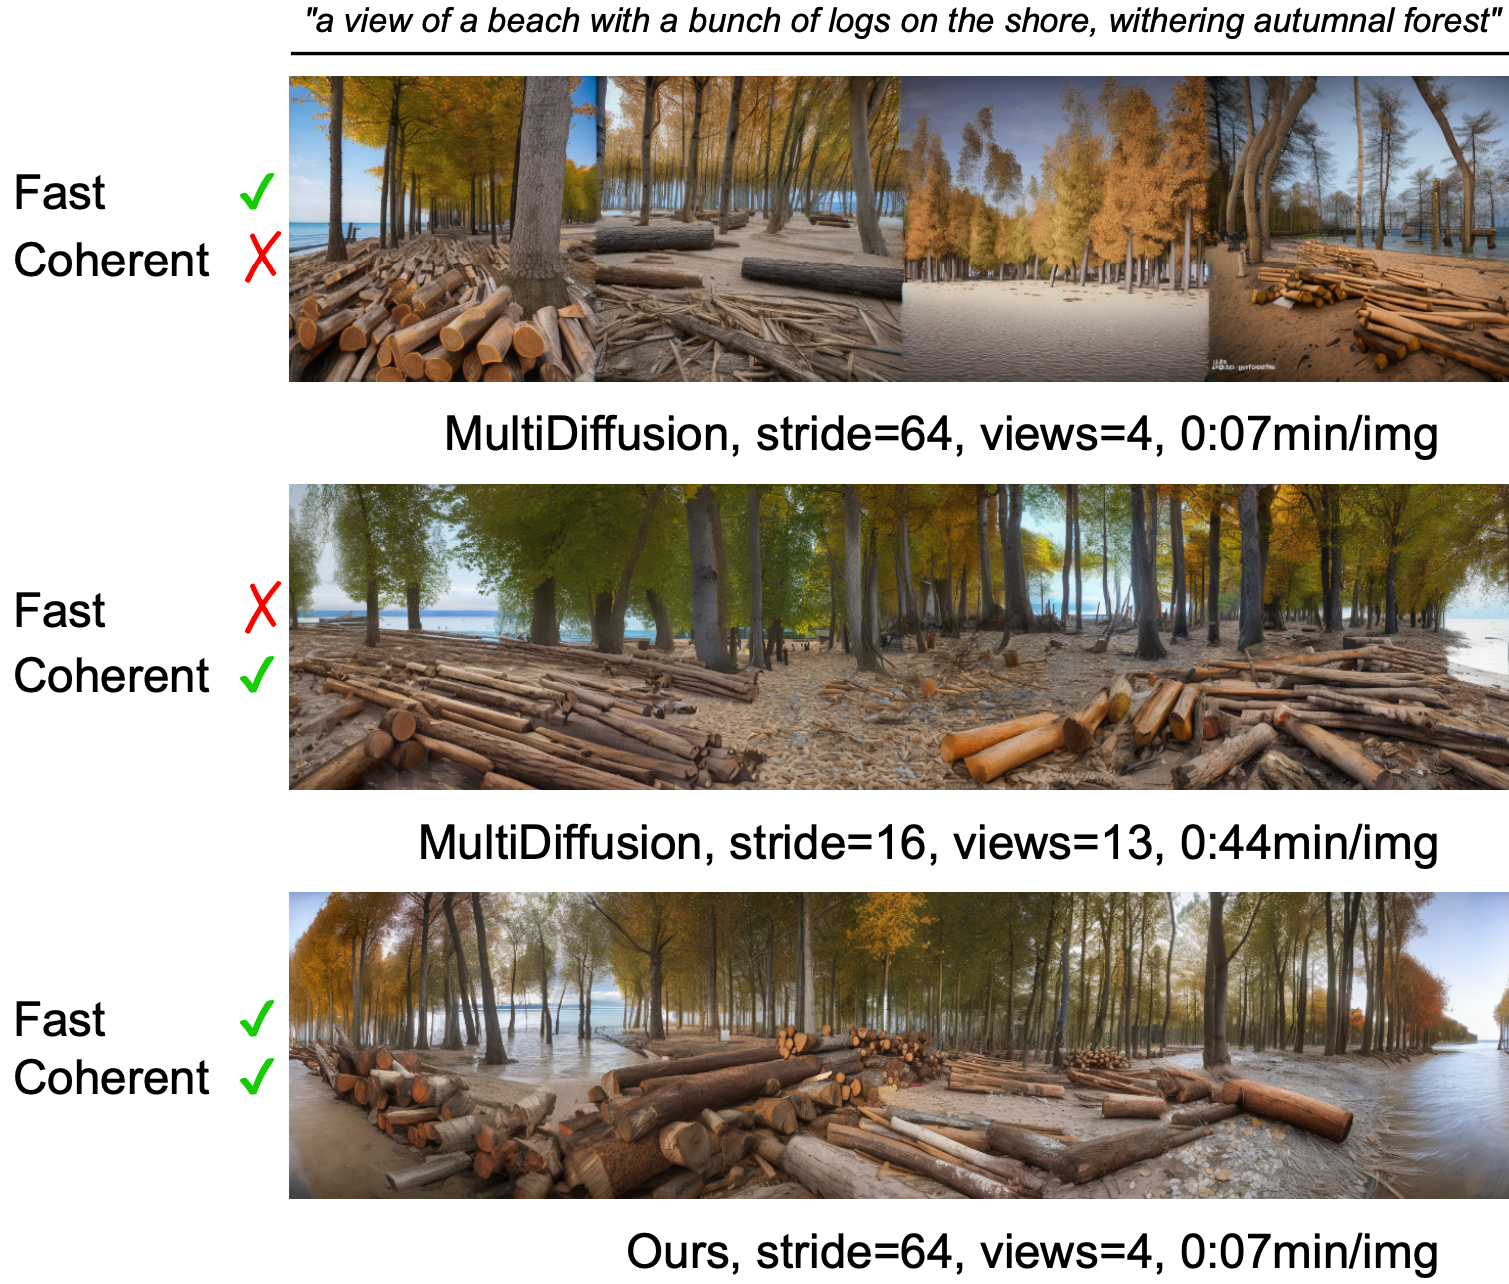 "a view of a beach with a bunch of logs on the shore, withering autumnal forest"
Fast ✓
Coherent ✗
MultiDiffusion, stride=64, views=4, 0:07min/img
Fast ✗
Coherent ✓
MultiDiffusion, stride=16, views=13, 0:44min/img
Fast ✓
Coherent ✓
Ours, stride=64, views=4, 0:07min/img